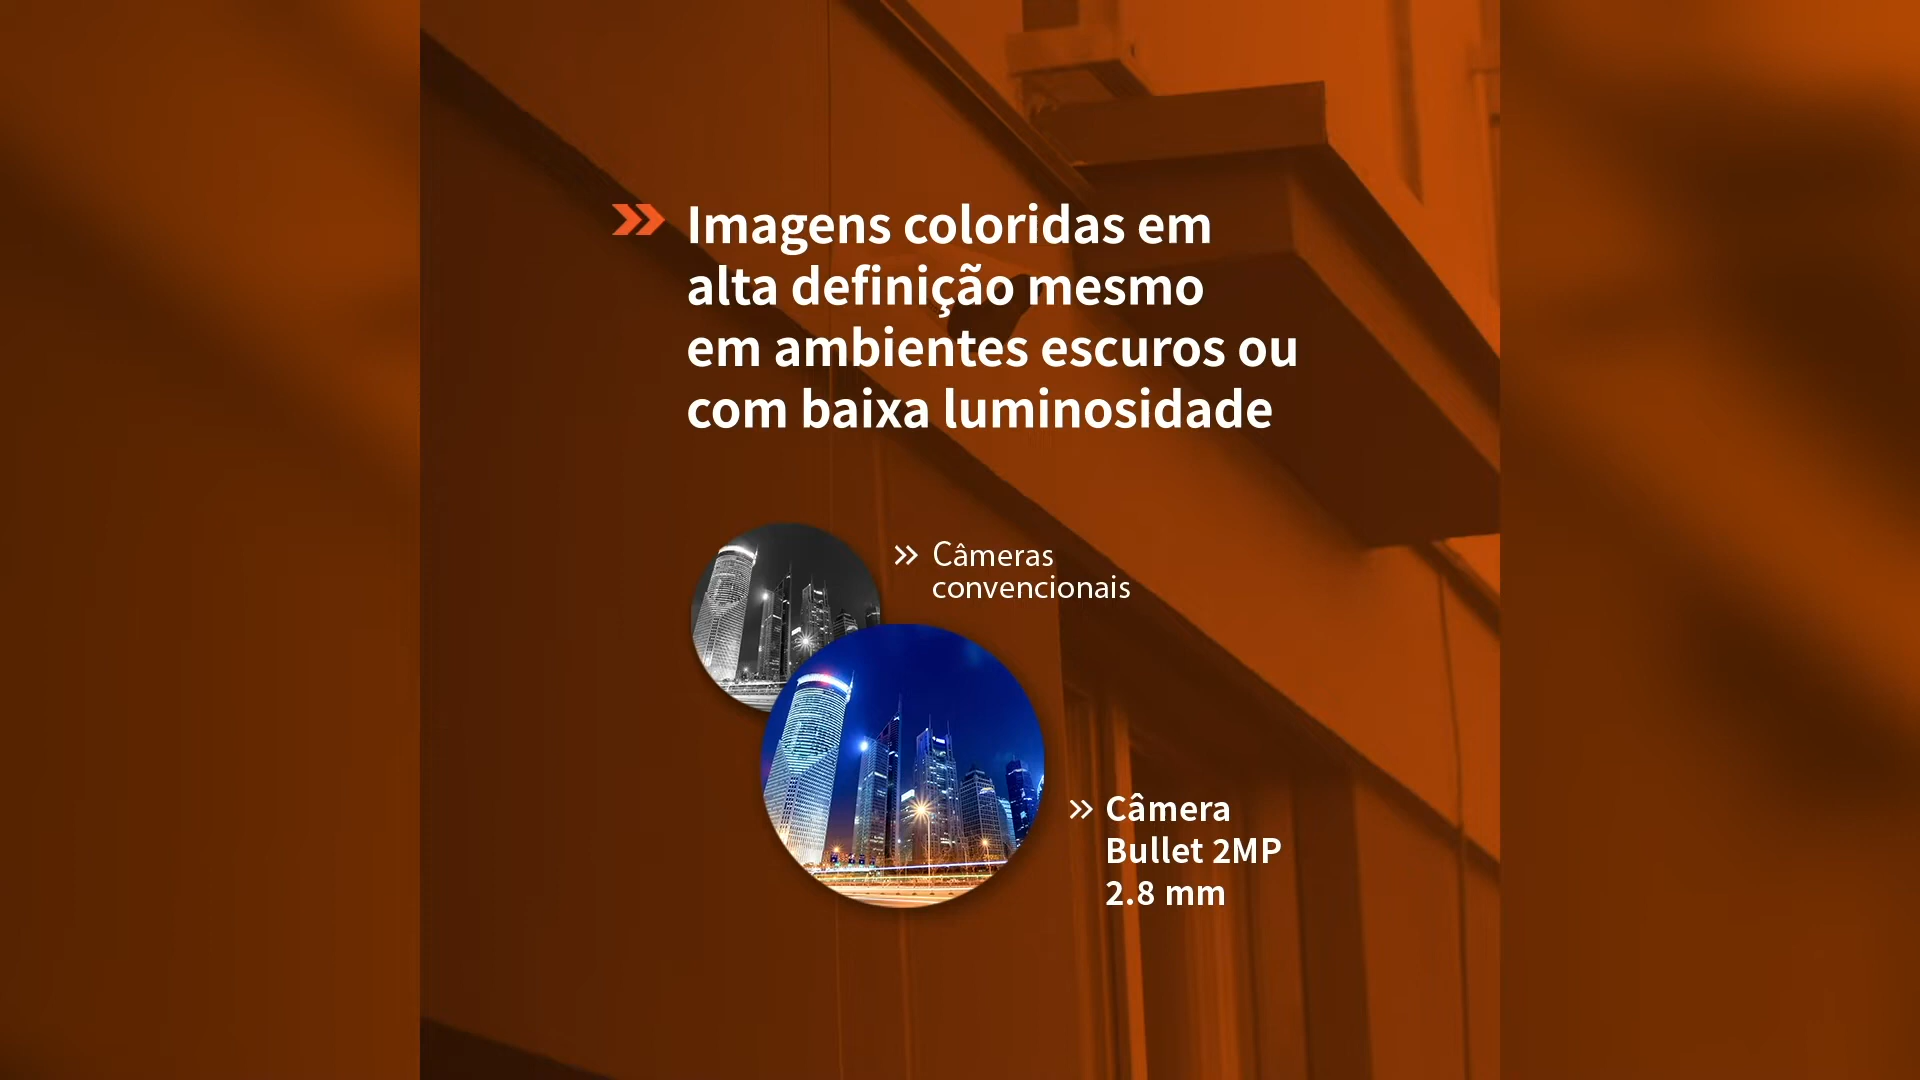 Imagens coloridas em
alta definição mesmo
em ambientes escuros ou
com baixa luminosidade
Câmeras
convencionais
Câmera
Bullet 2MP
2.8 mm